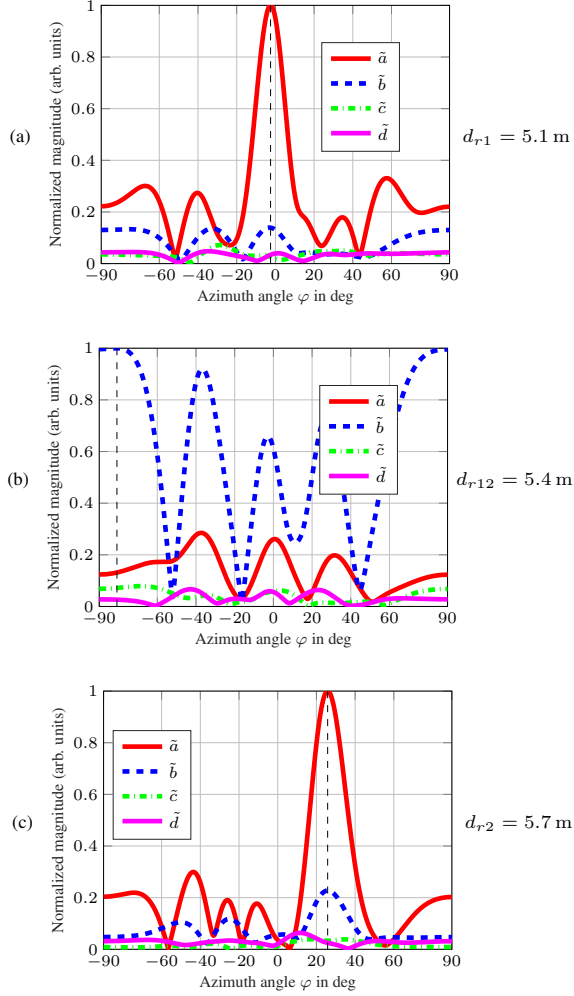 1
0.8
0.6
0.4
0.2
0
Normalized magnitude (arb. units)
(a)
ã
b̃
c̃
d̃
d_{r1} = 5.1 m
−90 −60 −40 −20 0 20 40 60 90
Azimuth angle φ in deg
1
0.8
0.6
0.4
0.2
0
Normalized magnitude (arb. units)
(b)
ã
b̃
c̃
d̃
d_{r12} = 5.4 m
−90 −60 −40 −20 0 20 40 60 90
Azimuth angle φ in deg
1
0.8
0.6
0.4
0.2
0
Normalized magnitude (arb. units)
(c)
ã
b̃
c̃
d̃
d_{r2} = 5.7 m
−90 −60 −40 −20 0 20 40 60 90
Azimuth angle φ in deg